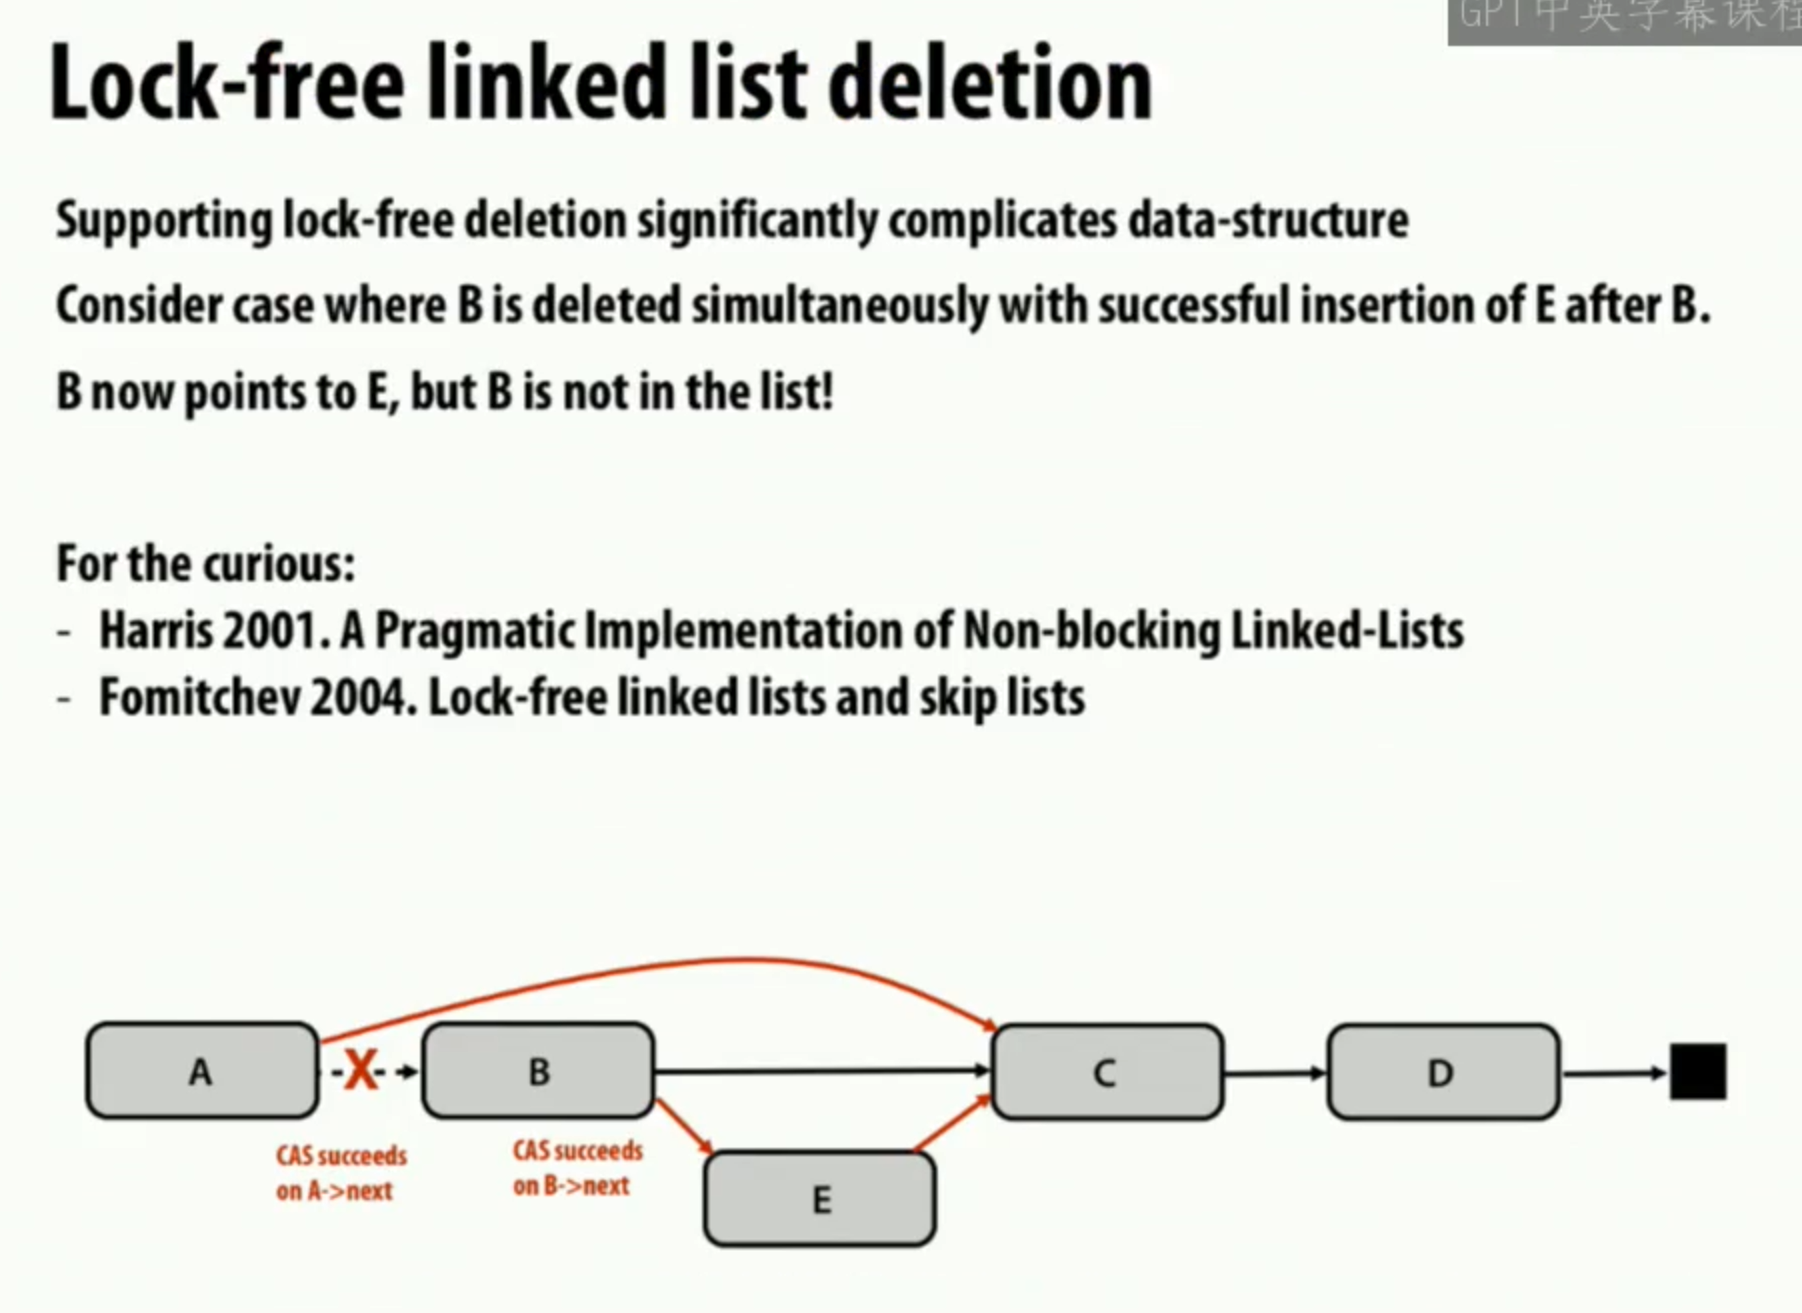 GPT中英字幕课程
Lock-free linked list deletion
Supporting lock-free deletion significantly complicates data-structure
Consider case where B is deleted simultaneously with successful insertion of E after B.
B now points to E, but B is not in the list!
For the curious:
- Harris 2001. A Pragmatic Implementation of Non-blocking Linked-Lists
- Fomitchev 2004. Lock-free linked lists and skip lists
A
X
B
C
D
CAS succeeds
on A->next
CAS succeeds
on B->next
E